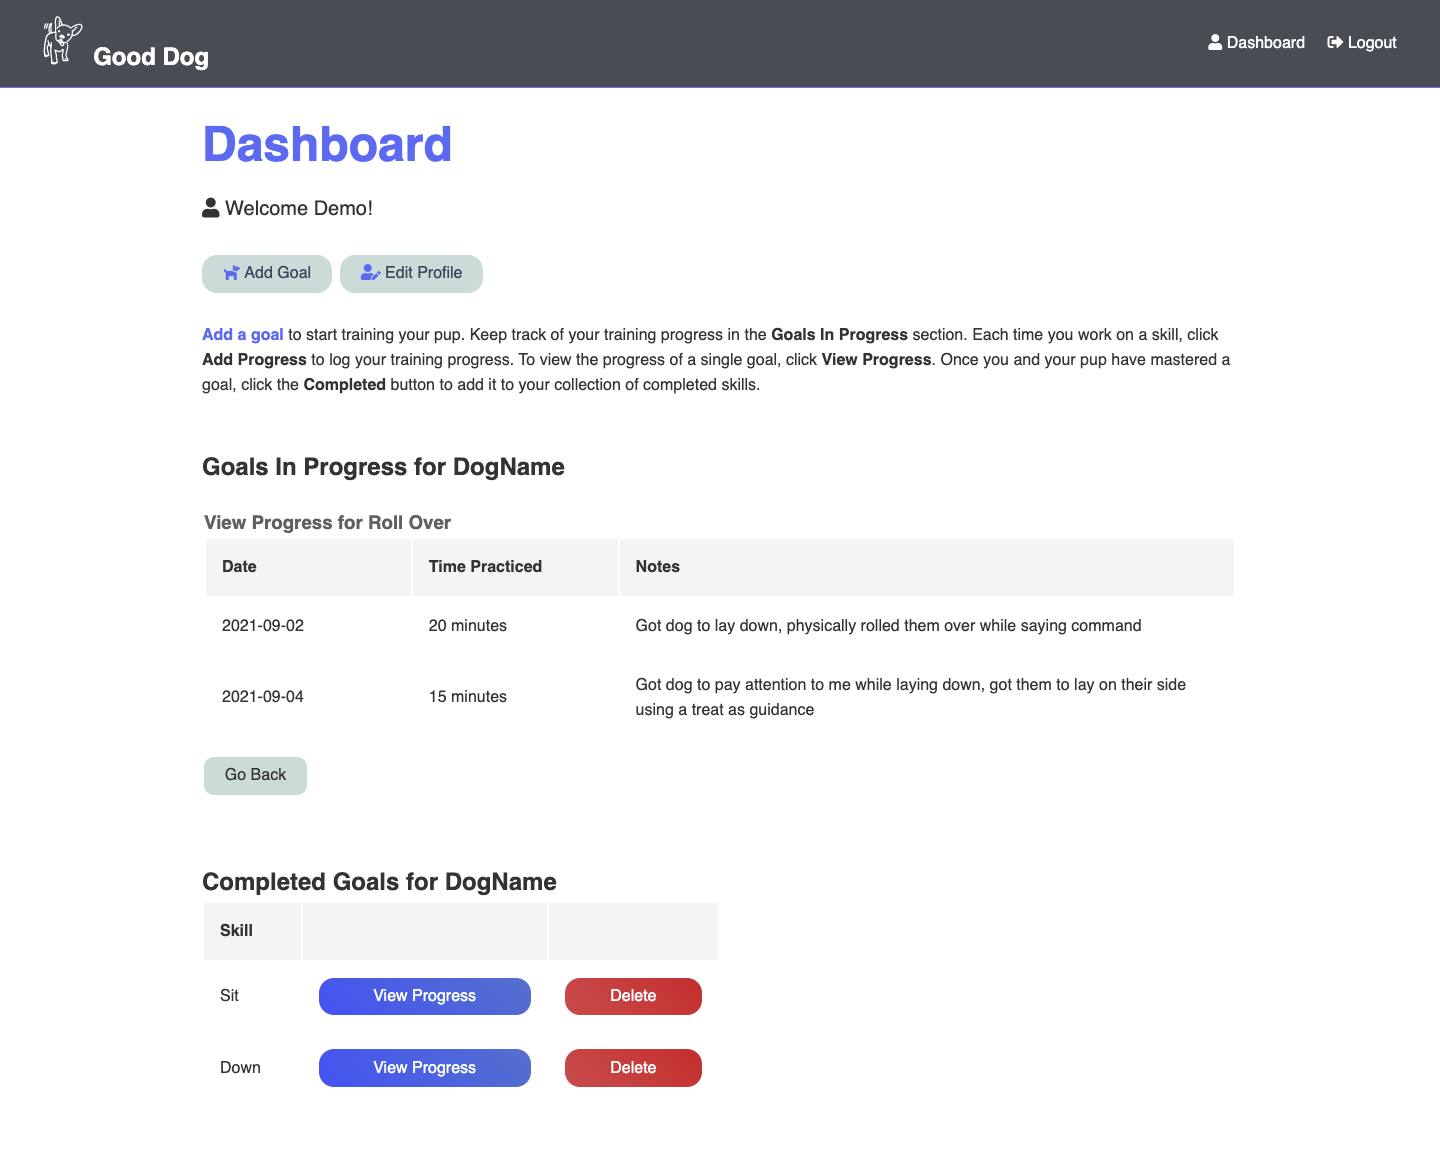 Good Dog
Dashboard
Logout
Dashboard
Welcome Demo!
Add Goal
Edit Profile
Add a goal to start training your pup. Keep track of your training progress in the Goals In Progress section. Each time you work on a skill, click
Add Progress to log your training progress. To view the progress of a single goal, click View Progress. Once you and your pup have mastered a
goal, click the Completed button to add it to your collection of completed skills.
Goals In Progress for DogName
View Progress for Roll Over
Date Time Practiced Notes
2021-09-02 20 minutes Got dog to lay down, physically rolled them over while saying command
2021-09-04 15 minutes Got dog to pay attention to me while laying down, got them to lay on their side
using a treat as guidance
Go Back
Completed Goals for DogName
Skill
Sit View Progress Delete
Down View Progress Delete